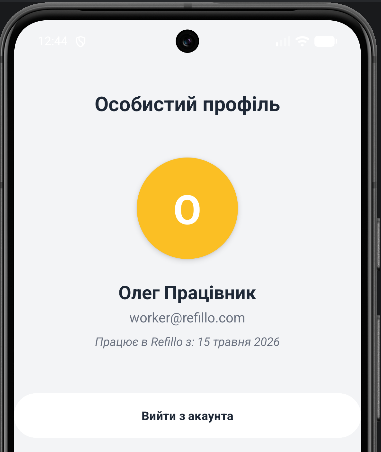 12:44
Особистий профіль
О
Олег Працівник
worker@refillo.com
Працює в Refillo з: 15 травня 2026
Вийти з акаунта